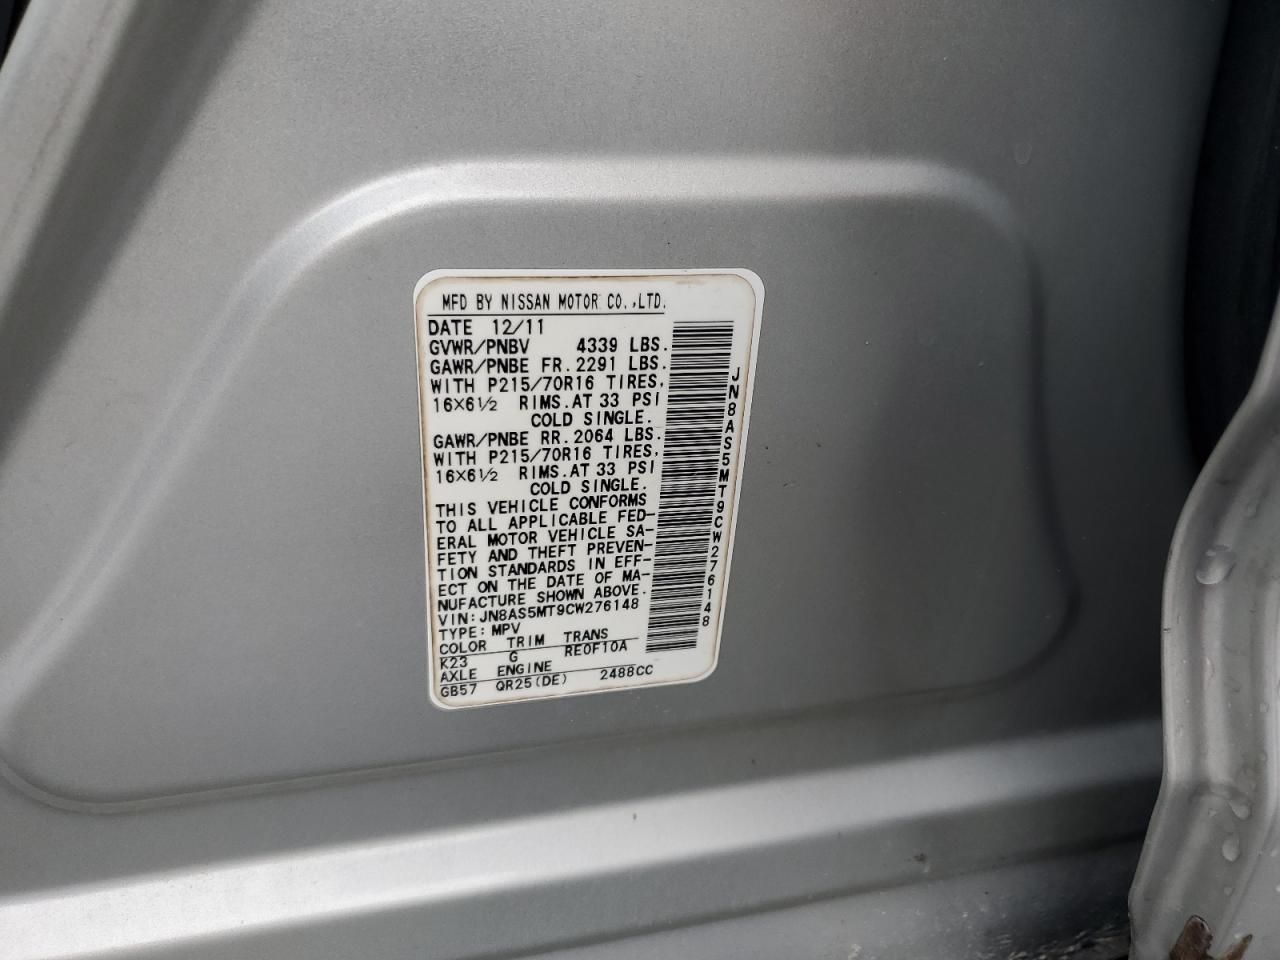 MFD BY NISSAN MOTOR CO.,LTD.
DATE 12/11
GVWR/PNBV 4339 LBS.
GAWR/PNBE FR. 2291 LBS.
WITH P215/70R16 TIRES,
16×6½ RIMS. AT 33 PSI
COLD SINGLE.
GAWR/PNBE RR. 2064 LBS.
WITH P215/70R16 TIRES,
16×6½ RIMS. AT 33 PSI
COLD SINGLE.
THIS VEHICLE CONFORMS
TO ALL APPLICABLE FED-
ERAL MOTOR VEHICLE SA-
FETY AND THEFT PREVEN-
TION STANDARDS IN EFF-
ECT ON THE DATE OF MA-
NUFACTURE SHOWN ABOVE.
VIN: JN8AS5MT9CW276148
TYPE: MPV
COLOR TRIM TRANS
K23 G RE0F10A
AXLE ENGINE
GB57 QR25(DE) 2488CC
JN8AS5MT9CW276148